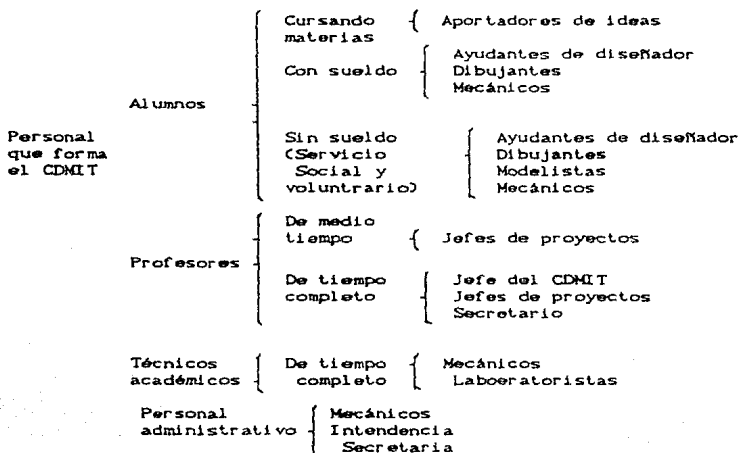 Cursando { Aportadores de ideas
materias
Con sueldo { Ayudantes de diseñador
Dibujantes
Mecánicos
Alumnos
Personal
que forma
el CDMIT
Sin sueldo { Ayudantes de diseñador
(Servicio Dibujantes
Social y Modelistas
voluntrario) Mecánicos
De medio
tiempo { Jefes de proyectos
Profesores
De tiempo { Jefe del CDMIT
completo Jefes de proyectos
Secretario
Técnicos { De tiempo { Mecánicos
académicos completo Laboeratoristas
Personal { Mecánicos
administrativo Intendencia
Secretaria